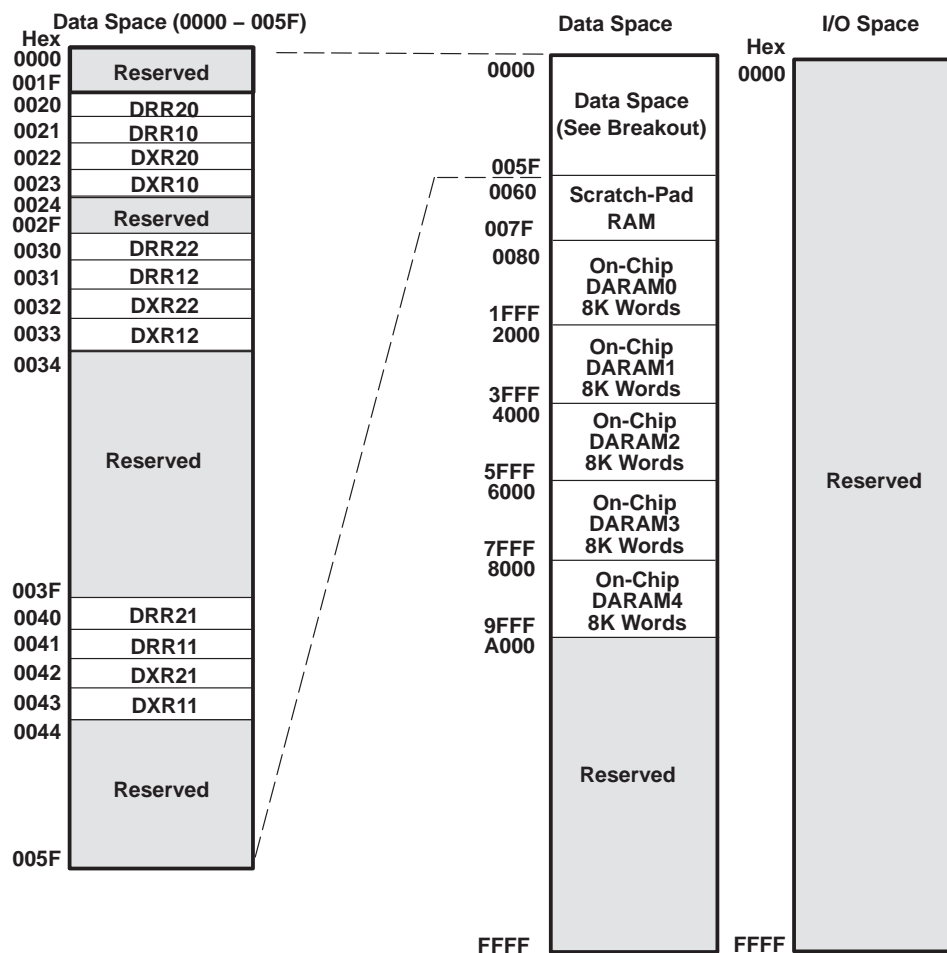 Data Space (0000 – 005F)
Hex
0000
Reserved
001F
0020
DRR20
0021
DRR10
0022
DXR20
0023
DXR10
0024
Reserved
002F
0030
DRR22
0031
DRR12
0032
DXR22
0033
DXR12
0034
Reserved
003F
0040
DRR21
0041
DRR11
0042
DXR21
0043
DXR11
0044
Reserved
005F
Data Space
0000
Data Space
(See Breakout)
005F
0060
Scratch-Pad
RAM
007F
0080
On-Chip
DARAM0
8K Words
1FFF
2000
On-Chip
DARAM1
8K Words
3FFF
4000
On-Chip
DARAM2
8K Words
5FFF
6000
On-Chip
DARAM3
8K Words
7FFF
8000
On-Chip
DARAM4
8K Words
9FFF
A000
Reserved
FFFF
I/O Space
Hex
0000
Reserved
FFFF